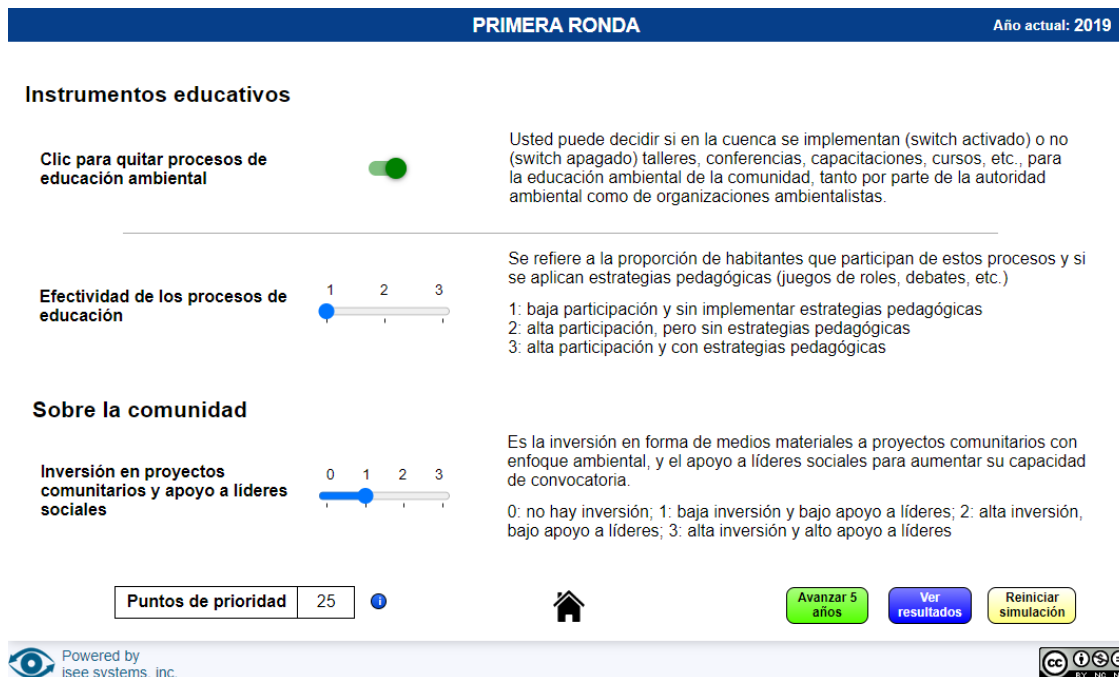 PRIMERA RONDA
Año actual: 2019
Instrumentos educativos
Clic para quitar procesos de
educación ambiental
Usted puede decidir si en la cuenca se implementan (switch activado) o no
(switch apagado) talleres, conferencias, capacitaciones, cursos, etc., para
la educación ambiental de la comunidad, tanto por parte de la autoridad
ambiental como de organizaciones ambientalistas.
Efectividad de los procesos de
educación
1 2 3
Se refiere a la proporción de habitantes que participan de estos procesos y si
se aplican estrategias pedagógicas (juegos de roles, debates, etc.)
1: baja participación y sin implementar estrategias pedagógicas
2: alta participación, pero sin estrategias pedagógicas
3: alta participación y con estrategias pedagógicas
Sobre la comunidad
Inversión en proyectos
comunitarios y apoyo a líderes
sociales
0 1 2 3
Es la inversión en forma de medios materiales a proyectos comunitarios con
enfoque ambiental, y el apoyo a líderes sociales para aumentar su capacidad
de convocatoria.
0: no hay inversión; 1: baja inversión y bajo apoyo a líderes; 2: alta inversión,
bajo apoyo a líderes; 3: alta inversión y alto apoyo a líderes
Puntos de prioridad 25
i
Avanzar 5
años
Ver
resultados
Reiniciar
simulación
Powered by
isee systems, inc.
cc
BY NC